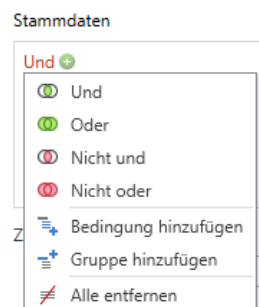 Stammdaten
Und
Und
Oder
Nicht und
Nicht oder
Z
Bedingung hinzufügen
Gruppe hinzufügen
Alle entfernen